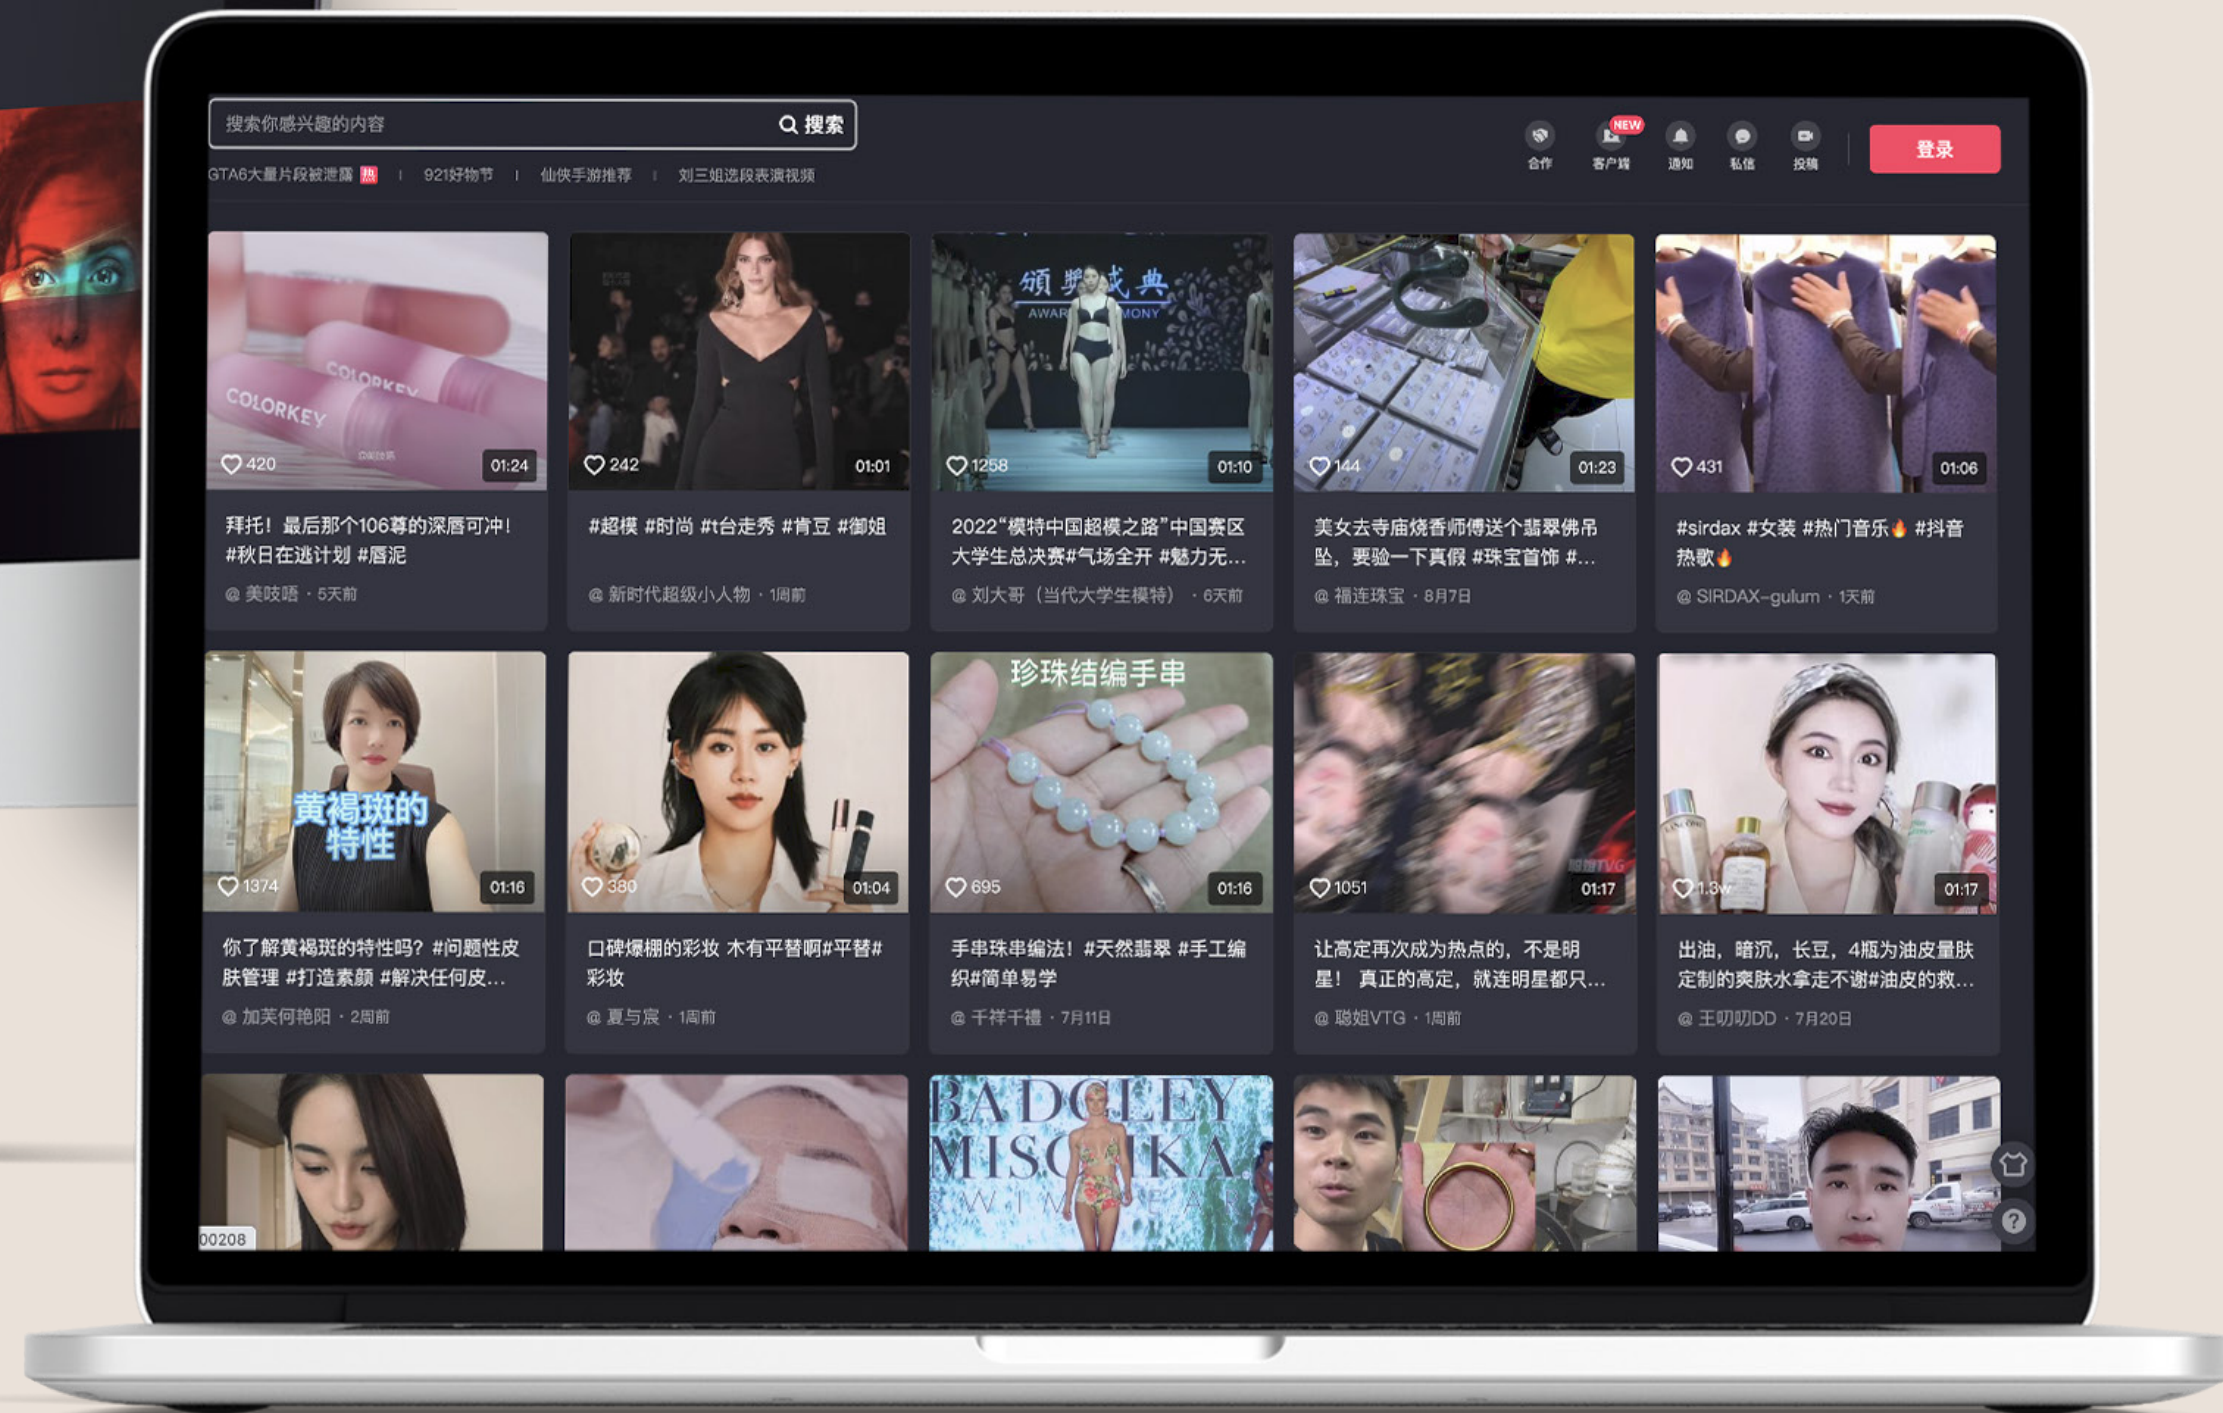 搜索你感兴趣的内容
搜索
合作
客户端
NEW
通知
私信
投稿
登录
GTA6大量片段被泄露 热
921好物节
仙侠手游推荐
刘三姐选段表演视频
COLORKEY
COLORKEY
420
01:24
拜托！最后那个106尊的深唇可冲！
#秋日在逃计划 #唇泥
@ 美吱唔 · 5天前
242
01:01
#超模 #时尚 #t台走秀 #肯豆 #御姐
@ 新时代超级小人物 · 1周前
頒獎盛典
1258
01:10
2022“模特中国超模之路”中国赛区
大学生总决赛#气场全开 #魅力无...
@ 刘大哥（当代大学生模特） · 6天前
144
01:23
美女去寺庙烧香师傅送个翡翠佛吊
坠，要验一下真假 #珠宝首饰 #...
@ 福连珠宝 · 8月7日
431
01:06
#sirdax #女装 #热门音乐🔥 #抖音
热歌🔥
@ SIRDAX-gulum · 1天前
黄褐斑的
特性
1374
01:16
你了解黄褐斑的特性吗？#问题性皮
肤管理 #打造素颜 #解决任何皮...
@ 加芙何艳阳 · 2周前
380
01:04
口碑爆棚的彩妆 木有平替啊#平替#
彩妆
@ 夏与宸 · 1周前
珍珠结编手串
695
01:16
手串珠串编法！#天然翡翠 #手工编
织#简单易学
@ 千祥千禮 · 7月11日
1051
01:17
让高定再次成为热点的，不是明
星！ 真正的高定，就连明星都只...
@ 聪姐VTG · 1周前
1.3w
01:17
出油，暗沉，长豆，4瓶为油皮量肤
定制的爽肤水拿走不谢#油皮的救...
@ 王叨叨DD · 7月20日
BADGLEY
MISCHKA
00208